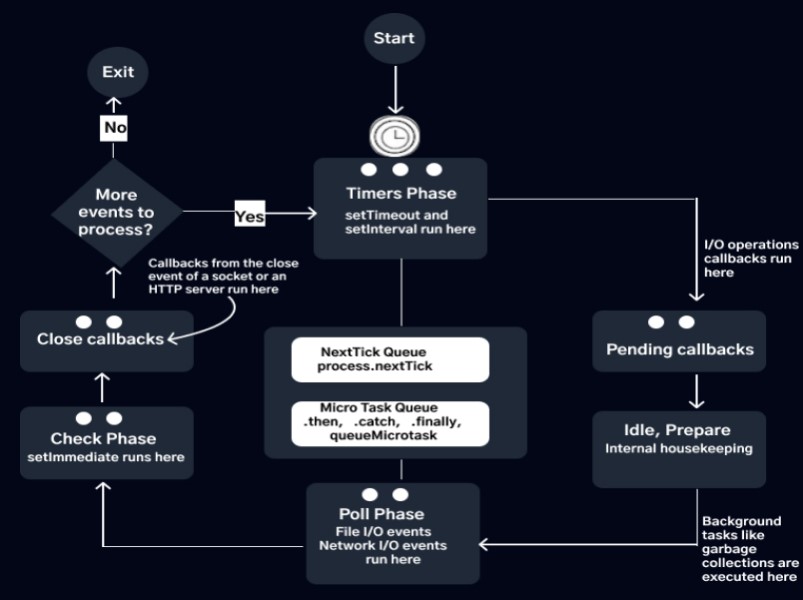 Start
Exit
No
More
events to
process?
Yes
Timers Phase
setTimeout and
setInterval run here
I/O operations
callbacks run
here
Callbacks from the close
event of a socket or an
HTTP server run here
Close callbacks
Pending callbacks
NextTick Queue
process.nextTick
Micro Task Queue
.then, .catch, .finally,
queueMicrotask
Check Phase
setImmediate runs here
Idle, Prepare
Internal housekeeping
Poll Phase
File I/O events
Network I/O events
run here
Background
tasks like
garbage
collections are
executed here